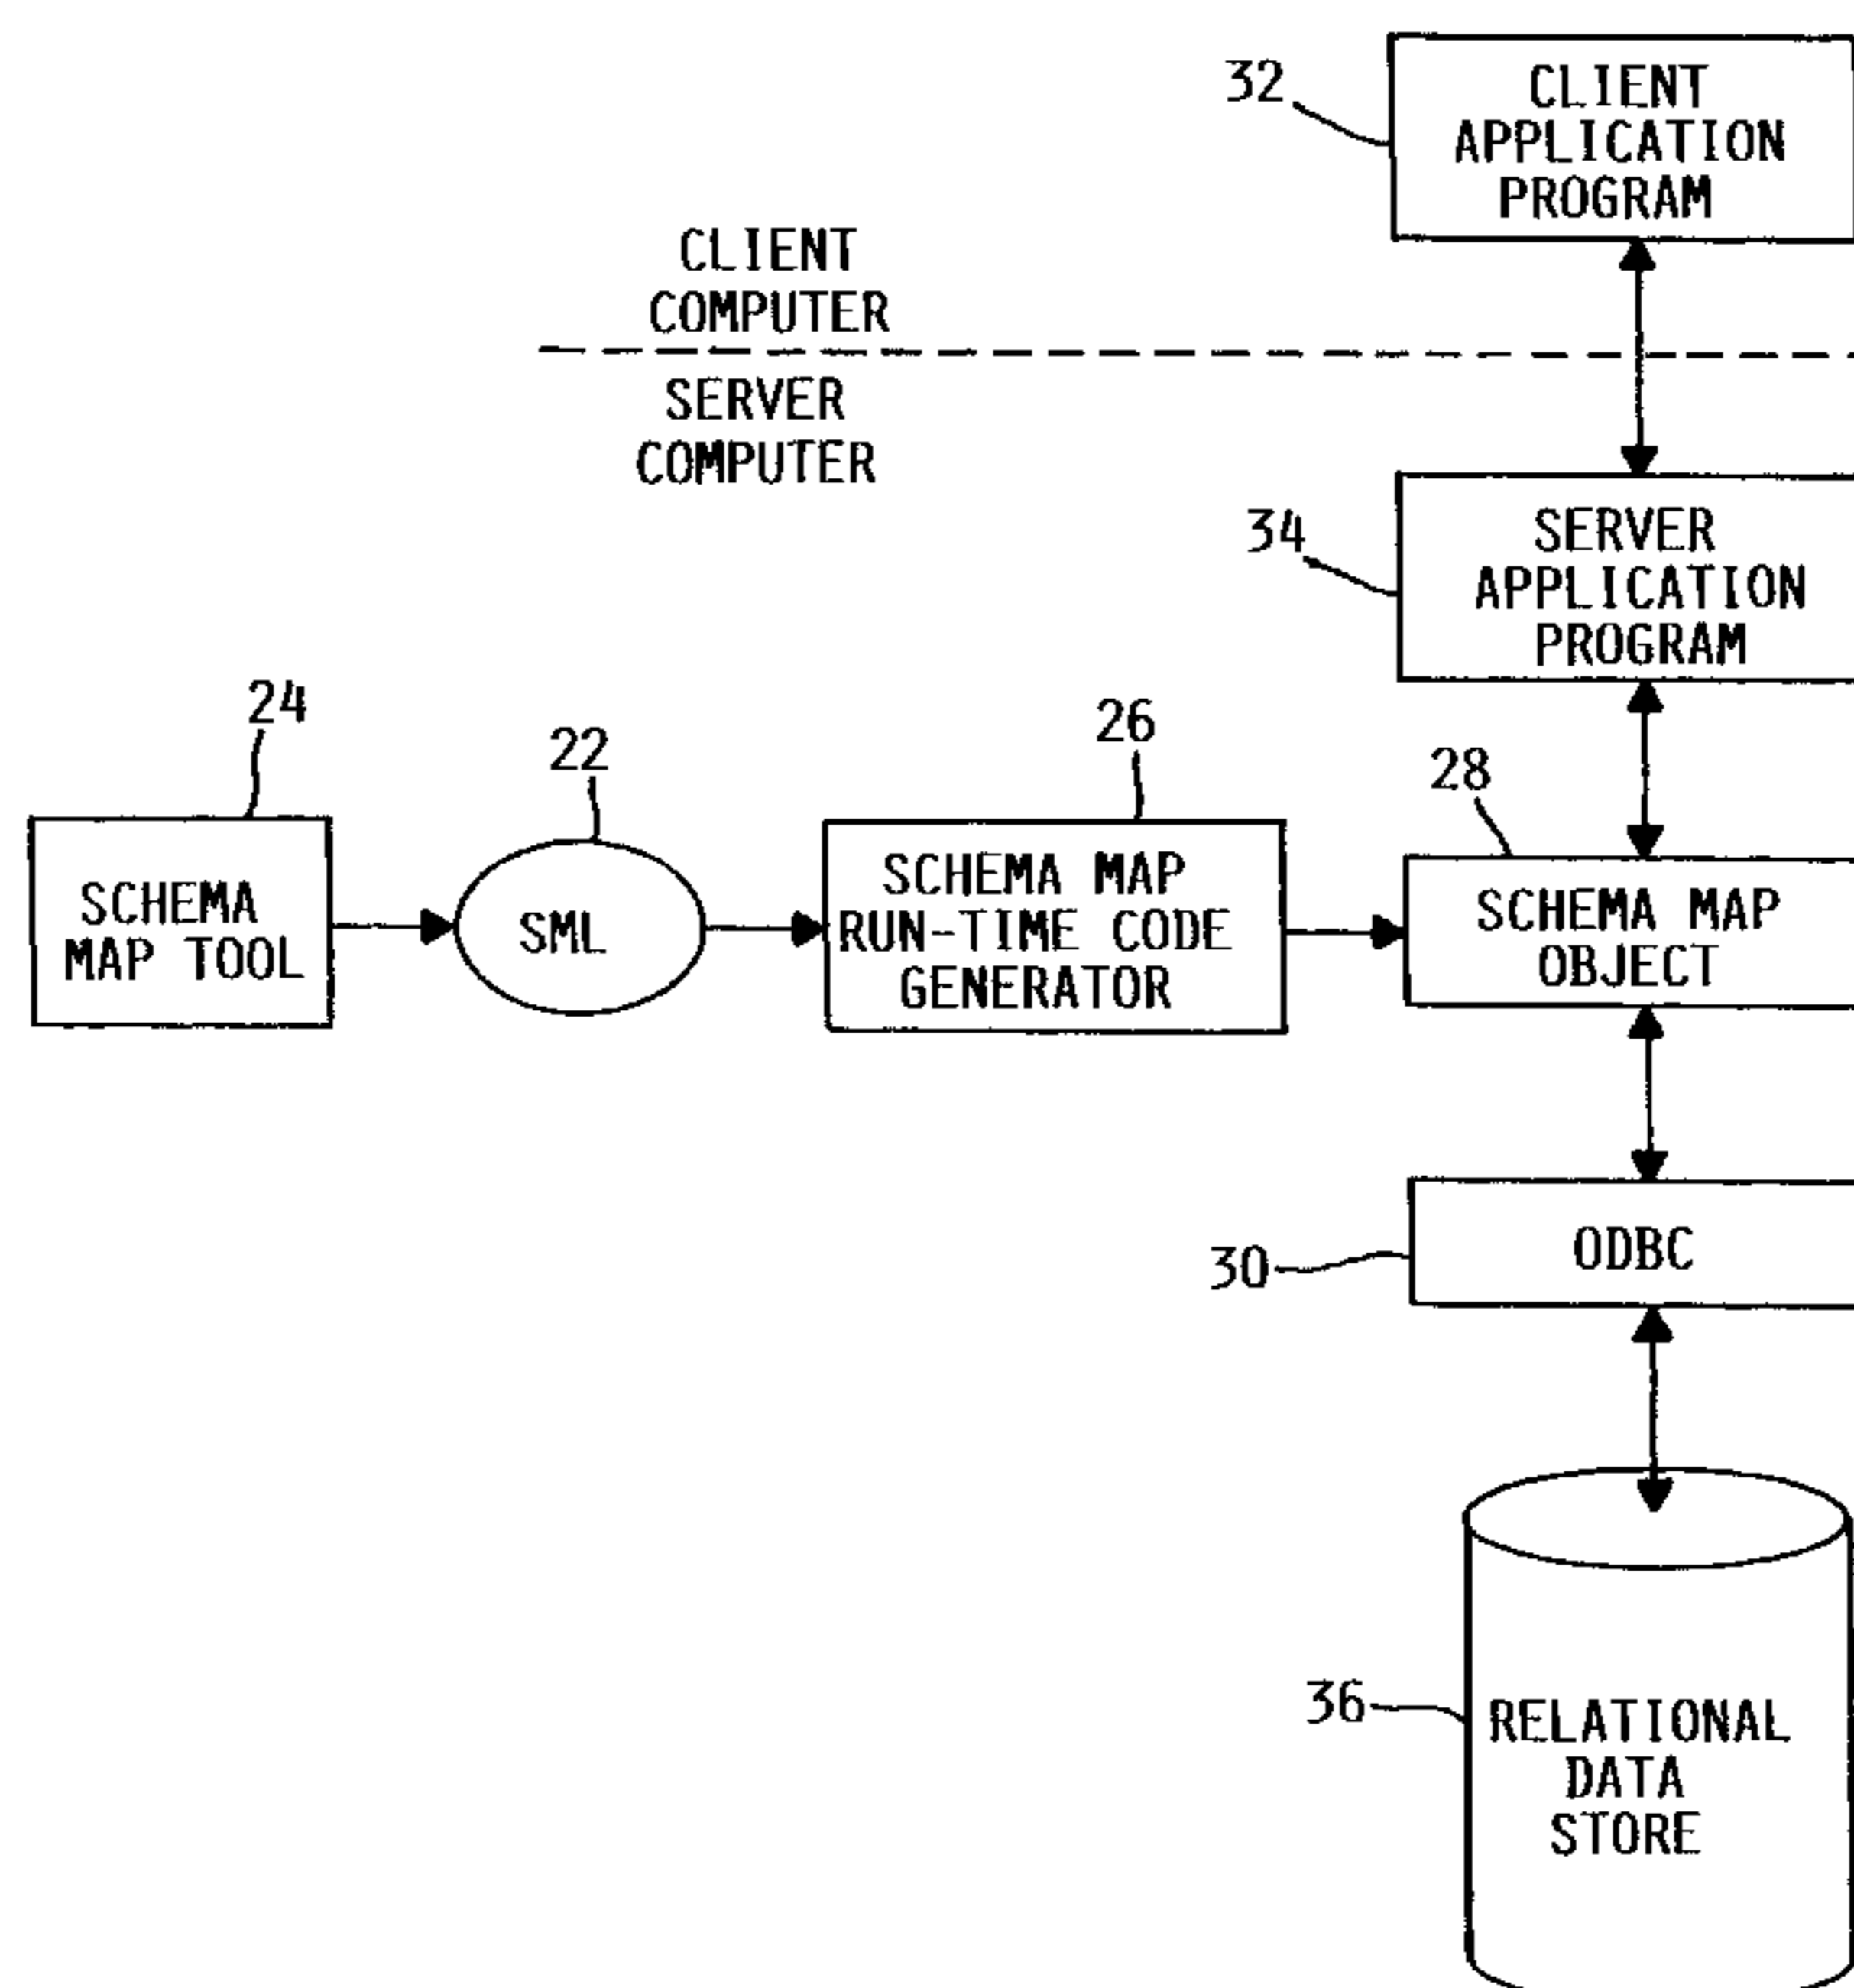 32
CLIENT
APPLICATION
PROGRAM
CLIENT
COMPUTER
SERVER
COMPUTER
34
SERVER
APPLICATION
PROGRAM
24
22
26
28
SCHEMA
MAP TOOL
SML
SCHEMA MAP
RUN-TIME CODE
GENERATOR
SCHEMA MAP
OBJECT
30
ODBC
36
RELATIONAL
DATA
STORE